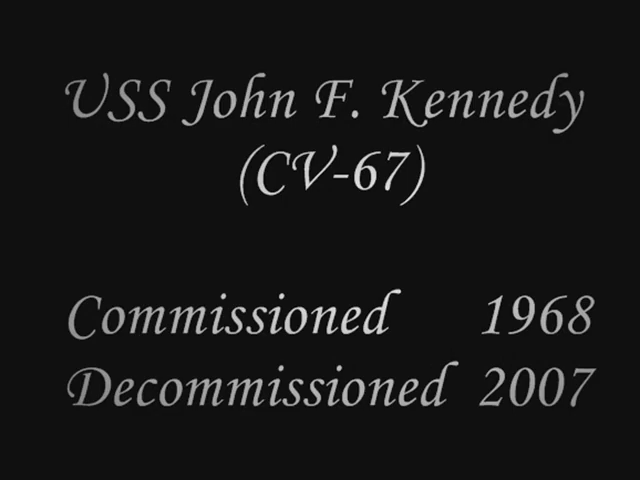 USS John F. Kennedy
(CV-67)
Commissioned 1968
Decommissioned 2007